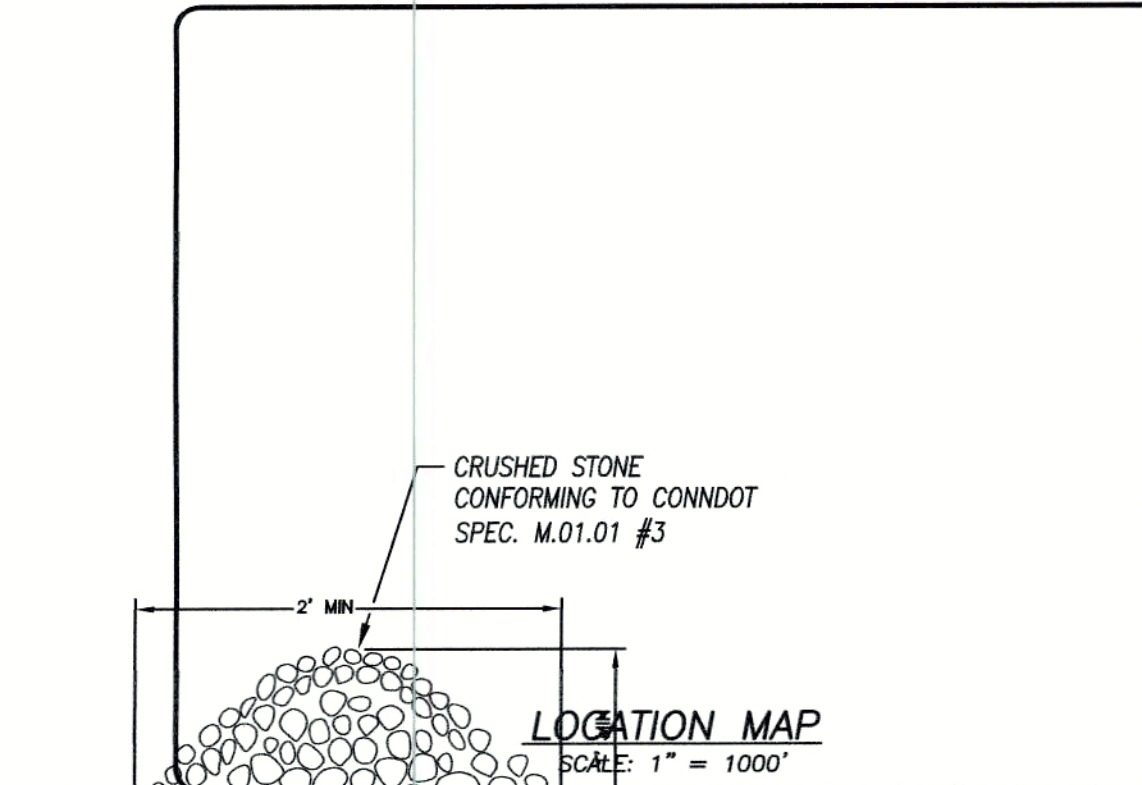 CRUSHED STONE
CONFORMING TO CONNDOT
SPEC. M.01.01 #3
2' MIN
LOCATION MAP
SCALE: 1" = 1000'